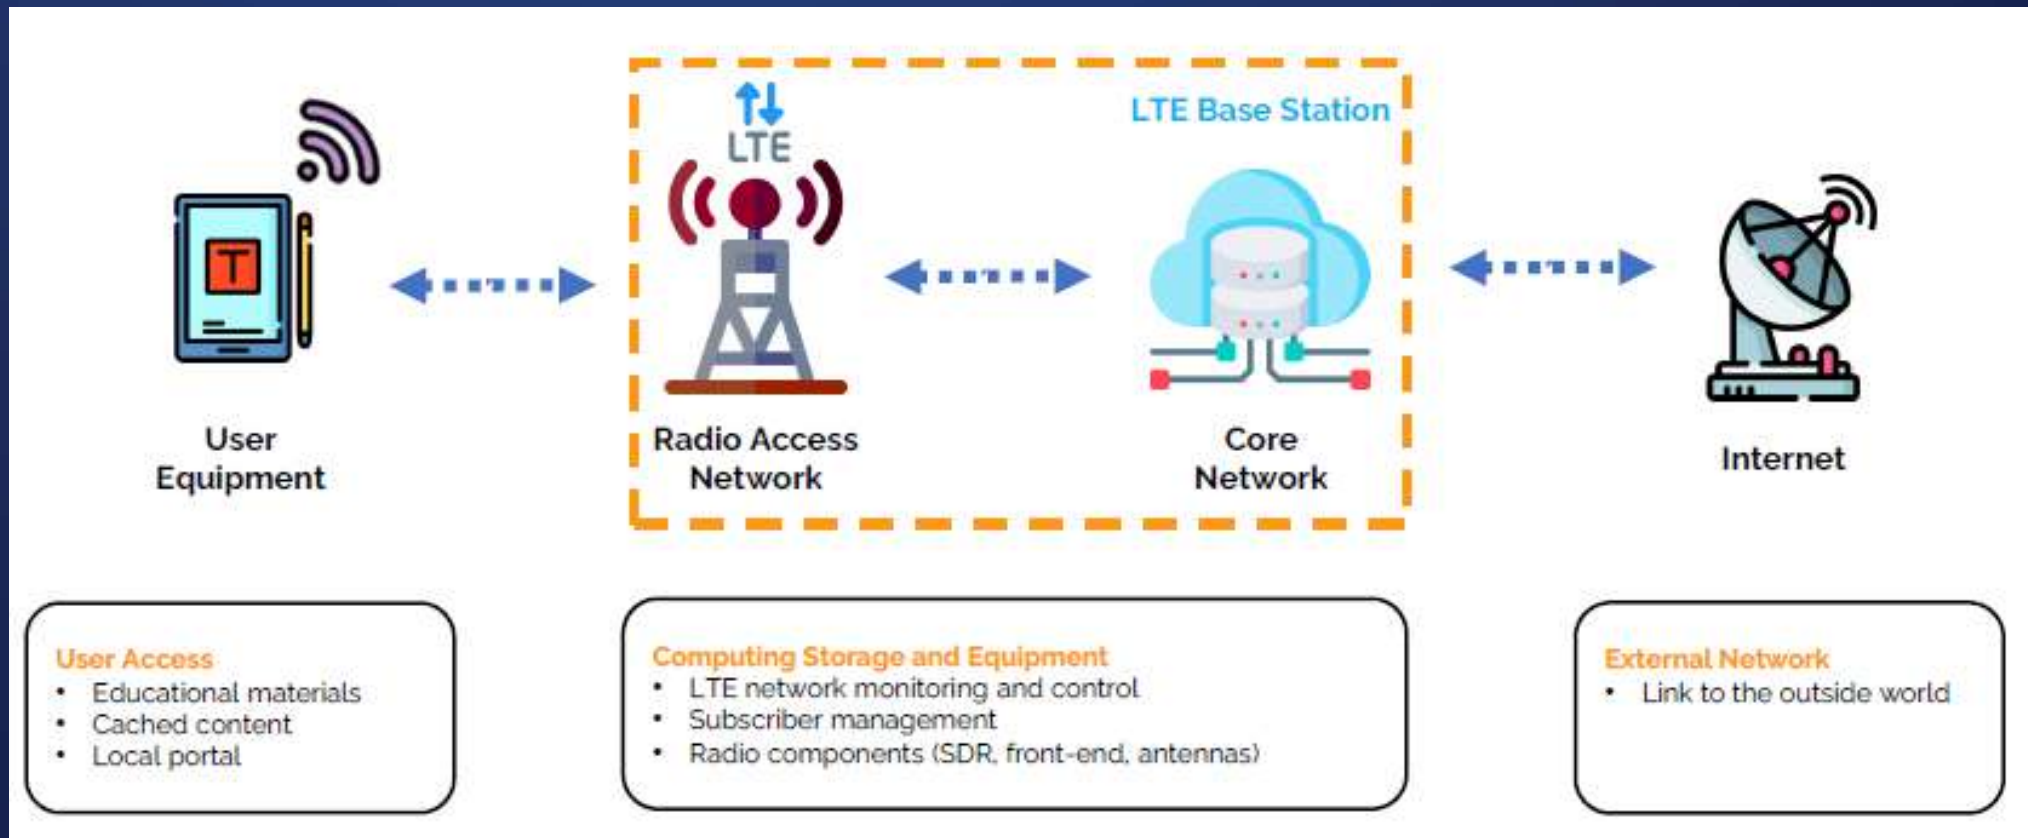 LTE
LTE Base Station
T
User
Equipment
Radio Access
Network
Core
Network
Internet
User Access
• Educational materials
• Cached content
• Local portal
Computing Storage and Equipment
• LTE network monitoring and control
• Subscriber management
• Radio components (SDR, front-end, antennas)
External Network
• Link to the outside world